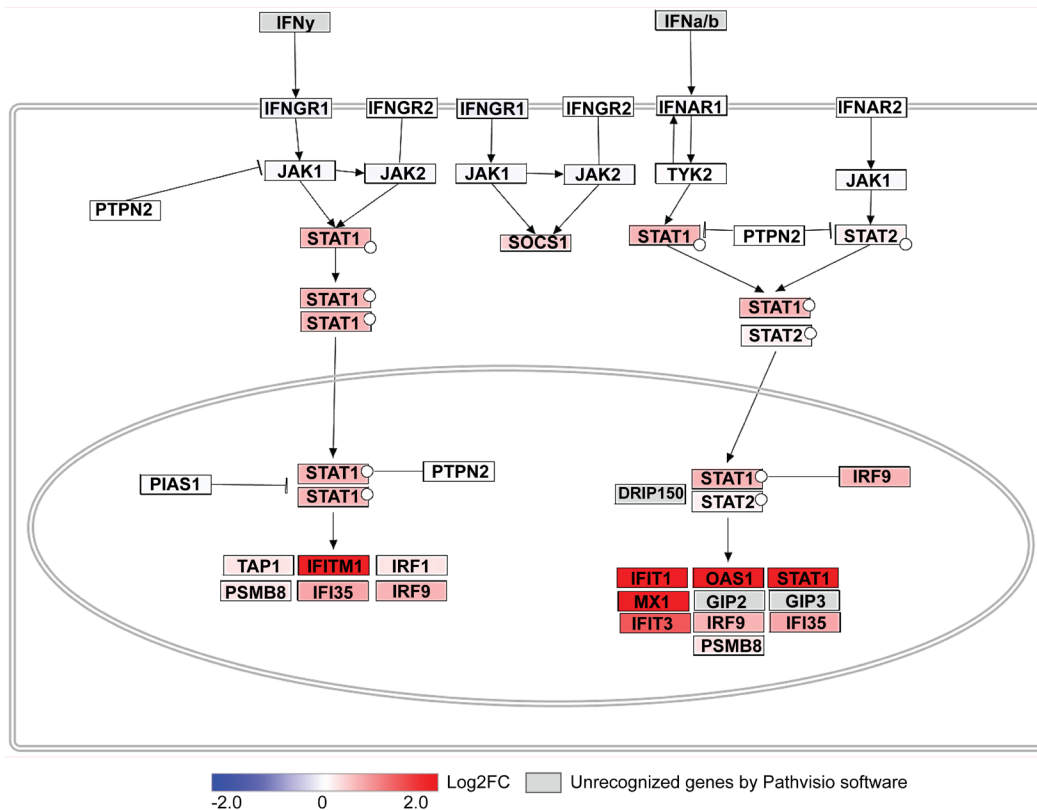 IFNy
IFNa/b
IFNGR1
IFNGR2
IFNGR1
IFNGR2
IFNAR1
IFNAR2
JAK1
JAK2
JAK1
JAK2
TYK2
JAK1
PTPN2
STAT1
SOCS1
STAT1
PTPN2
STAT2
STAT1
STAT1
STAT1
STAT2
STAT1
STAT1
PTPN2
PIAS1
STAT1
STAT2
DRIP150
IRF9
TAP1
IFITM1
IRF1
PSMB8
IFI35
IRF9
IFIT1
OAS1
STAT1
MX1
GIP2
GIP3
IFIT3
IRF9
IFI35
PSMB8
Log2FC
-2.0
0
2.0
Unrecognized genes by Pathvisio software